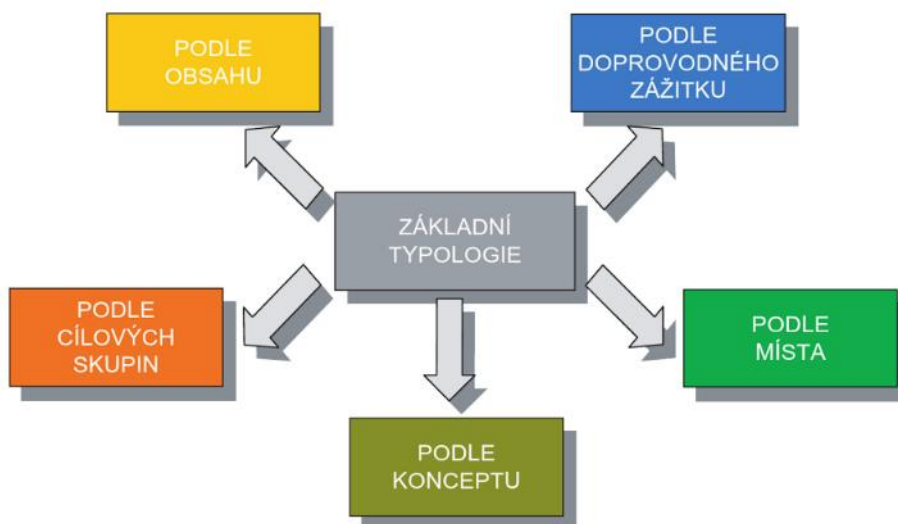 PODLE
OBSAHU
PODLE
DOPROVODNÉHO
ZÁŽITKU
ZÁKLADNÍ
TYPOLOGIE
PODLE
CÍLOVÝCH
SKUPIN
PODLE
MÍSTA
PODLE
KONCEPTU